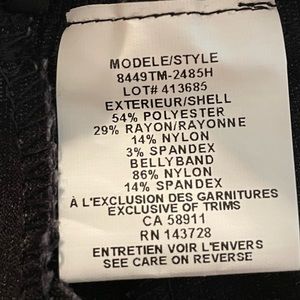 MODELE/STYLE
8449TM-2485H
LOT# 413685
EXTERIEUR/SHELL
54% POLYESTER
29% RAYON/RAYONNE
14% NYLON
3% SPANDEX
BELLYBAND
86% NYLON
14% SPANDEX
À L'EXCLUSION DES GARNITURES
EXCLUSIVE OF TRIMS
CA 58911
RN 143728
ENTRETIEN VOIR L'ENVERS
SEE CARE ON REVERSE